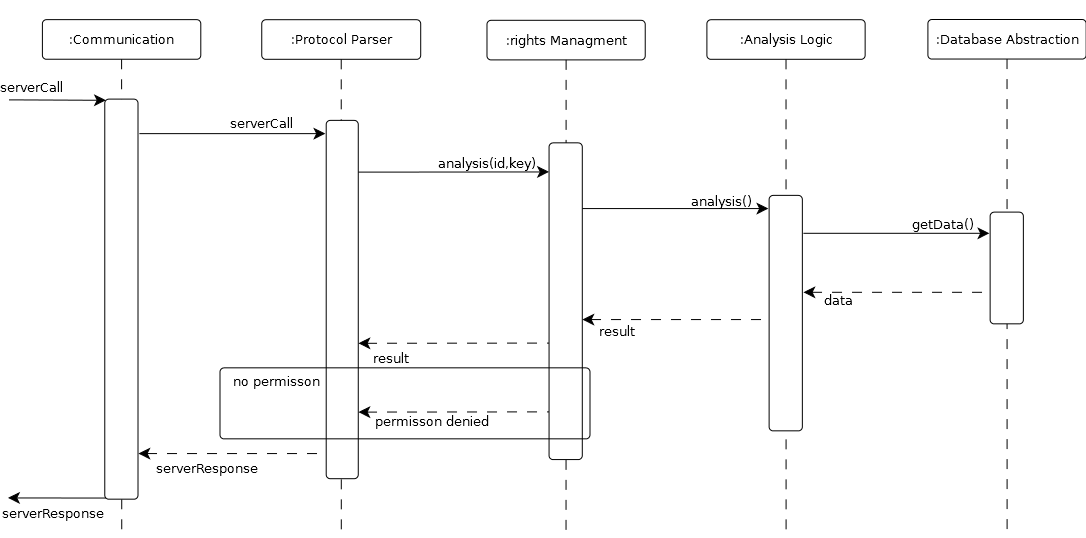 :Communication
:Protocol Parser
:rights Managment
:Analysis Logic
:Database Abstraction
serverCall
serverCall
analysis(id,key)
analysis()
getData()
data
result
result
no permisson
permisson denied
serverResponse
serverResponse